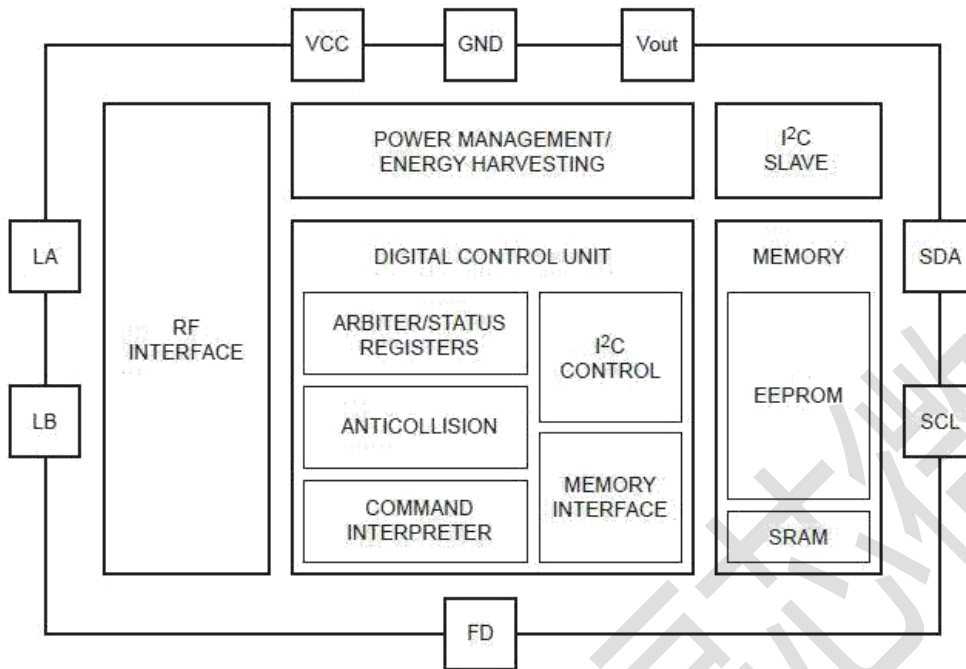 VCC
GND
Vout
POWER MANAGEMENT/
ENERGY HARVESTING
I²C
SLAVE
LA
LB
RF
INTERFACE
DIGITAL CONTROL UNIT
ARBITER/STATUS
REGISTERS
ANTICOLLISION
COMMAND
INTERPRETER
I²C
CONTROL
MEMORY
INTERFACE
MEMORY
EEPROM
SRAM
SDA
SCL
FD